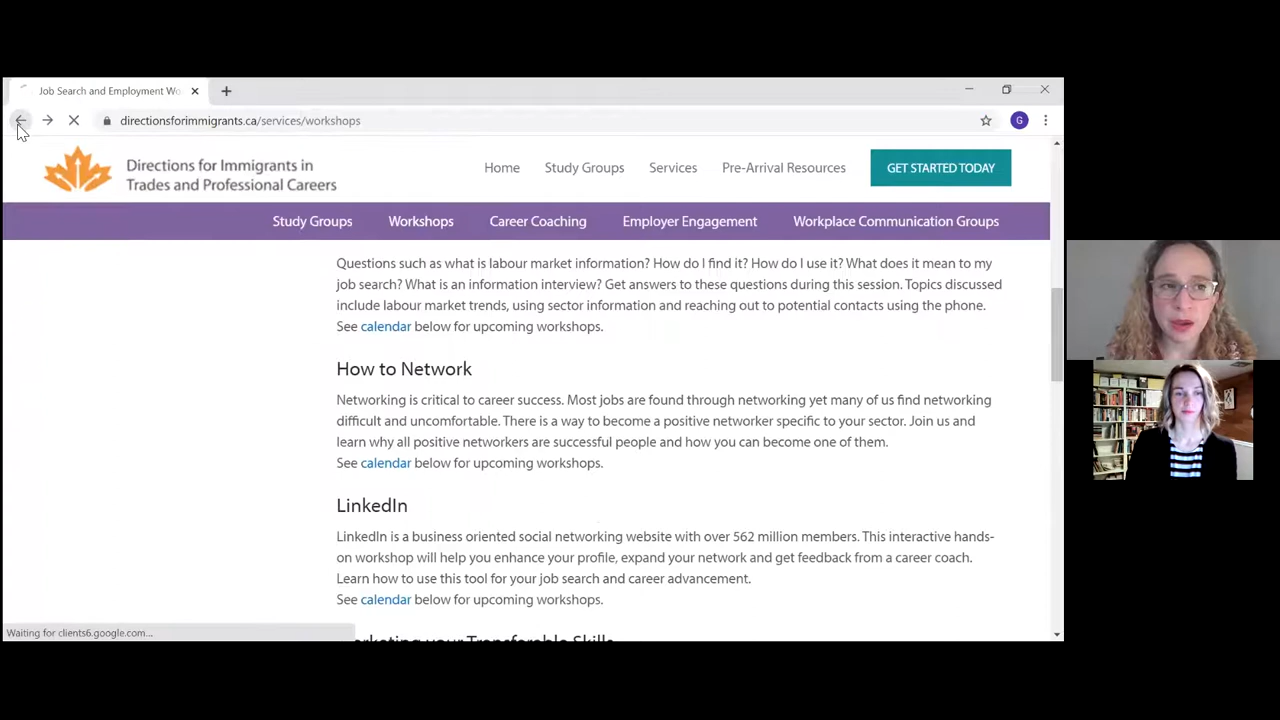 Job Search and Employment Wo
directionsforimmigrants.ca/services/workshops
G
Directions for Immigrants in
Trades and Professional Careers
Home Study Groups Services Pre-Arrival Resources GET STARTED TODAY
Study Groups Workshops Career Coaching Employer Engagement Workplace Communication Groups
Questions such as what is labour market information? How do I find it? How do I use it? What does it mean to my
job search? What is an information interview? Get answers to these questions during this session. Topics discussed
include labour market trends, using sector information and reaching out to potential contacts using the phone.
See calendar below for upcoming workshops.
How to Network
Networking is critical to career success. Most jobs are found through networking yet many of us find networking
difficult and uncomfortable. There is a way to become a positive networker specific to your sector. Join us and
learn why all positive networkers are successful people and how you can become one of them.
See calendar below for upcoming workshops.
LinkedIn
LinkedIn is a business oriented social networking website with over 562 million members. This interactive hands-
on workshop will help you enhance your profile, expand your network and get feedback from a career coach.
Learn how to use this tool for your job search and career advancement.
See calendar below for upcoming workshops.
your Transferable Skills
Waiting for clients6.google.com...